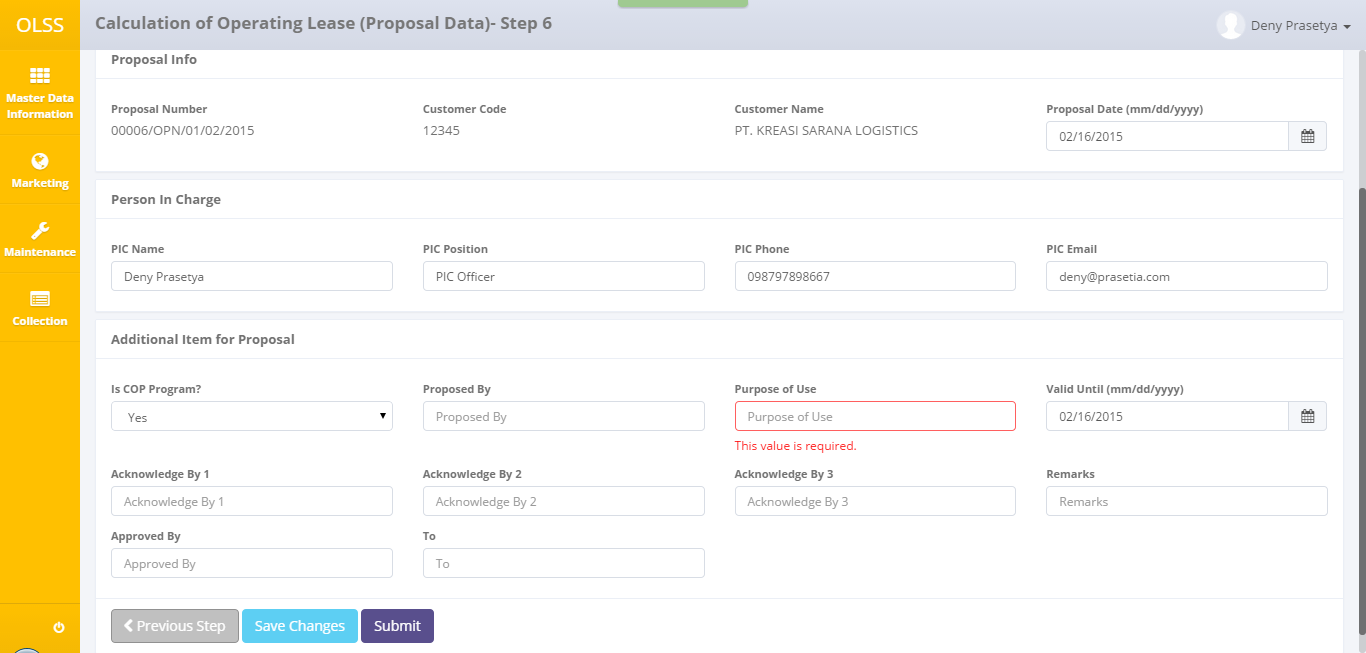 OLSS
Calculation of Operating Lease (Proposal Data)- Step 6
Deny Prasetya
Master Data
Information
Marketing
Maintenance
Collection
Proposal Info
Proposal Number
Customer Code
Customer Name
Proposal Date (mm/dd/yyyy)
00006/OPN/01/02/2015
12345
PT. KREASI SARANA LOGISTICS
02/16/2015
Person In Charge
PIC Name
PIC Position
PIC Phone
PIC Email
Deny Prasetya
PIC Officer
098797898667
deny@prasetia.com
Additional Item for Proposal
Is COP Program?
Proposed By
Purpose of Use
Valid Until (mm/dd/yyyy)
Yes
Proposed By
Purpose of Use
02/16/2015
This value is required.
Acknowledge By 1
Acknowledge By 2
Acknowledge By 3
Remarks
Acknowledge By 1
Acknowledge By 2
Acknowledge By 3
Remarks
Approved By
To
Approved By
To
Previous Step
Save Changes
Submit